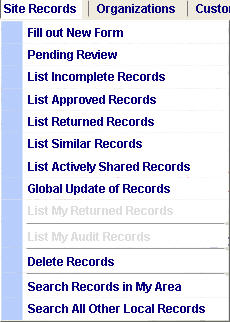 Site Records Organizations Custo
Fill out New Form
Pending Review
List Incomplete Records
List Approved Records
List Returned Records
List Similar Records
List Actively Shared Records
Global Update of Records
List My Returned Records
List My Audit Records
Delete Records
Search Records in My Area
Search All Other Local Records